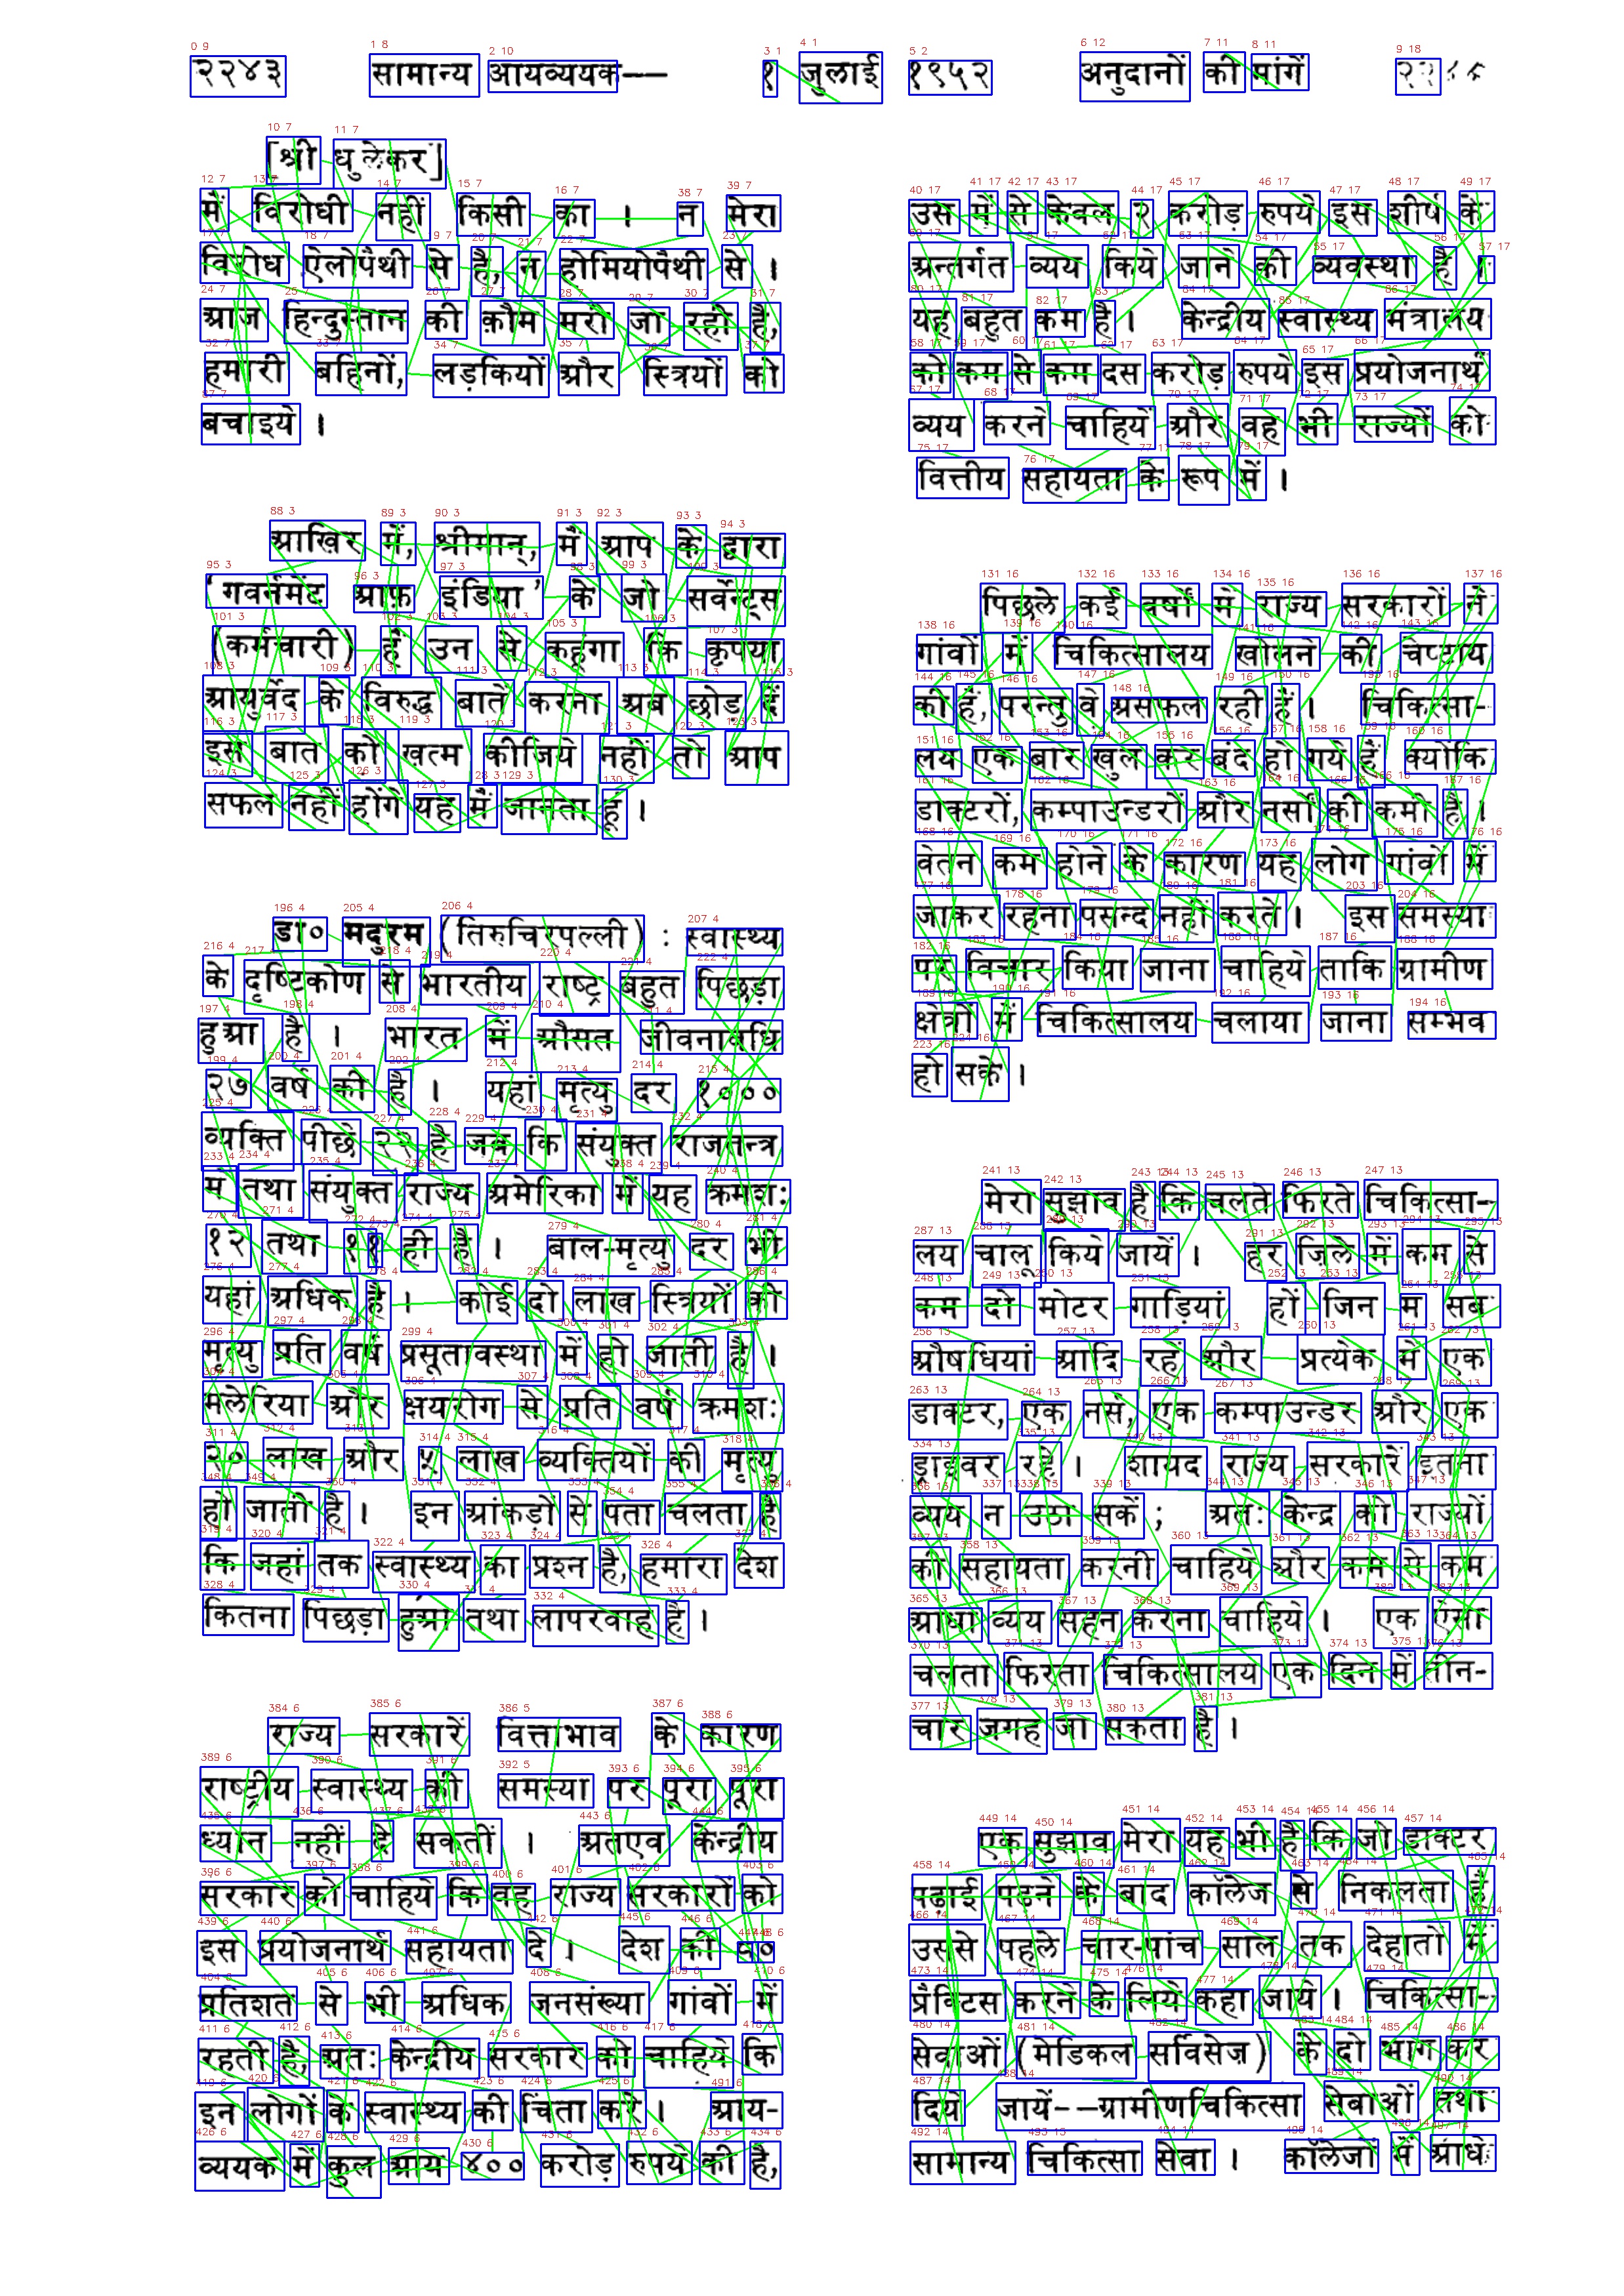 २२४३ सामान्य आयव्ययक—— १ जुलाई १९५२ अनुदानों की मांगें
[श्री धुलेकर]
में विरोधी नहीं किसी का । न मेरा
विरोध ऐलोपैथी से है, न होमियोपैथी से ।
आज हिन्दुस्तान की क़ौम मरी जा रही है,
हमारी बहिनों, लड़कियों और स्त्रियों को
बचाइये ।
आखिर में, श्रीमान्, मैं आप के द्वारा
'गवर्नमेंट आफ़ इंडिया' के जो सर्वेन्ट्स
(कर्मचारी) हैं उन से कहूंगा कि कृपया
आयुर्वेद के विरुद्ध बातें करना अब छोड़ दें
इस बात को खत्म कीजिये नहीं तो आप
सफल नहीं होंगे यह मैं जानता हूं ।
डा० मदुरम (तिरुचिरपल्ली) : स्वास्थ्य
के दृष्टिकोण से भारतीय राष्ट्र बहुत पिछड़ा
हुआ है । भारत में औसत जीवनावधि
२७ वर्ष की है । यहां मृत्यु दर १०००
व्यक्ति पीछे २२ है जब कि संयुक्त राजतन्त्र
में तथा संयुक्त राज्य अमेरिका में यह क्रमशः
१२ तथा ११ ही है । बाल-मृत्यु दर भी
यहां अधिक है । कोई दो लाख स्त्रियों की
मृत्यु प्रति वर्ष प्रसूतावस्था में हो जाती है ।
मलेरिया और क्षयरोग से प्रति वर्ष क्रमशः
२० लाख और ५ लाख व्यक्तियों की मृत्यु
हो जाती है । इन आंकड़ों से पता चलता है
कि जहां तक स्वास्थ्य का प्रश्न है, हमारा देश
कितना पिछड़ा हुआ तथा लापरवाह है ।
राज्य सरकारें वित्ताभाव के कारण
राष्ट्रीय स्वास्थ्य की समस्या पर पूरा पूरा
ध्यान नहीं दे सकतीं । अतएव केन्द्रीय
सरकार को चाहिये कि वह राज्य सरकारों को
इस प्रयोजनार्थ सहायता दे । देश की ८०
प्रतिशत से भी अधिक जनसंख्या गांवों में
रहती है, अतः केन्द्रीय सरकार को चाहिये कि
इन लोगों के स्वास्थ्य की चिंता करे । आय-
व्ययक में कुल आय ४०० करोड़ रुपये की है,
उस में से केवल १ करोड़ रुपये इस शीर्ष के
अन्तर्गत व्यय किये जाने की व्यवस्था है ।
यह बहुत कम है । केन्द्रीय स्वास्थ्य मंत्रालय
को कम से कम दस करोड़ रुपये इस प्रयोजनार्थ
व्यय करने चाहियें और वह भी राज्यों को
वित्तीय सहायता के रूप में ।
पिछले कई वर्षों में राज्य सरकारों ने
गांवों में चिकित्सालय खोलने की चेष्टायें
की हैं, परन्तु वे असफल रही हैं । चिकित्सा-
लय एक बार खुल कर बंद हो गये हैं क्योंकि
डाक्टरों, कम्पाउन्डरों और नर्सों की कमी है ।
वेतन कम होने के कारण यह लोग गांवों में
जाकर रहना पसन्द नहीं करते । इस समस्या
पर विचार किया जाना चाहिये ताकि ग्रामीण
क्षेत्रों में चिकित्सालय चलाया जाना सम्भव
हो सके ।
मेरा सुझाव है कि चलते फिरते चिकित्सा-
लय चालू किये जायें । हर ज़िले में कम से
कम दो मोटर गाड़ियां हों जिन में सब
औषधियां आदि रहें और प्रत्येक में एक
डाक्टर, एक नर्स, एक कम्पाउन्डर और एक
ड्राइवर रहे । शायद राज्य सरकारें इतना
व्यय न उठा सकें ; अतः केन्द्र को राज्यों
की सहायता करनी चाहिये और कम से कम
आधा व्यय सहन करना चाहिये । एक ऐसा
चलता फिरता चिकित्सालय एक दिन में तीन-
चार जगह जा सकता है ।
एक सुझाव मेरा यह भी है कि जो डाक्टर
पढ़ाई पढ़ने के बाद कॉलेज से निकलता है
उससे पहले चार-पांच साल तक देहातों में
प्रैक्टिस करने के लिये कहा जाये । चिकित्सा-
सेवाओं (मेडिकल सर्विसेज़) के दो भाग कर
दिये जायें——ग्रामीण चिकित्सा सेवाओं तथा
सामान्य चिकित्सा सेवा । कॉलेजों में आधे